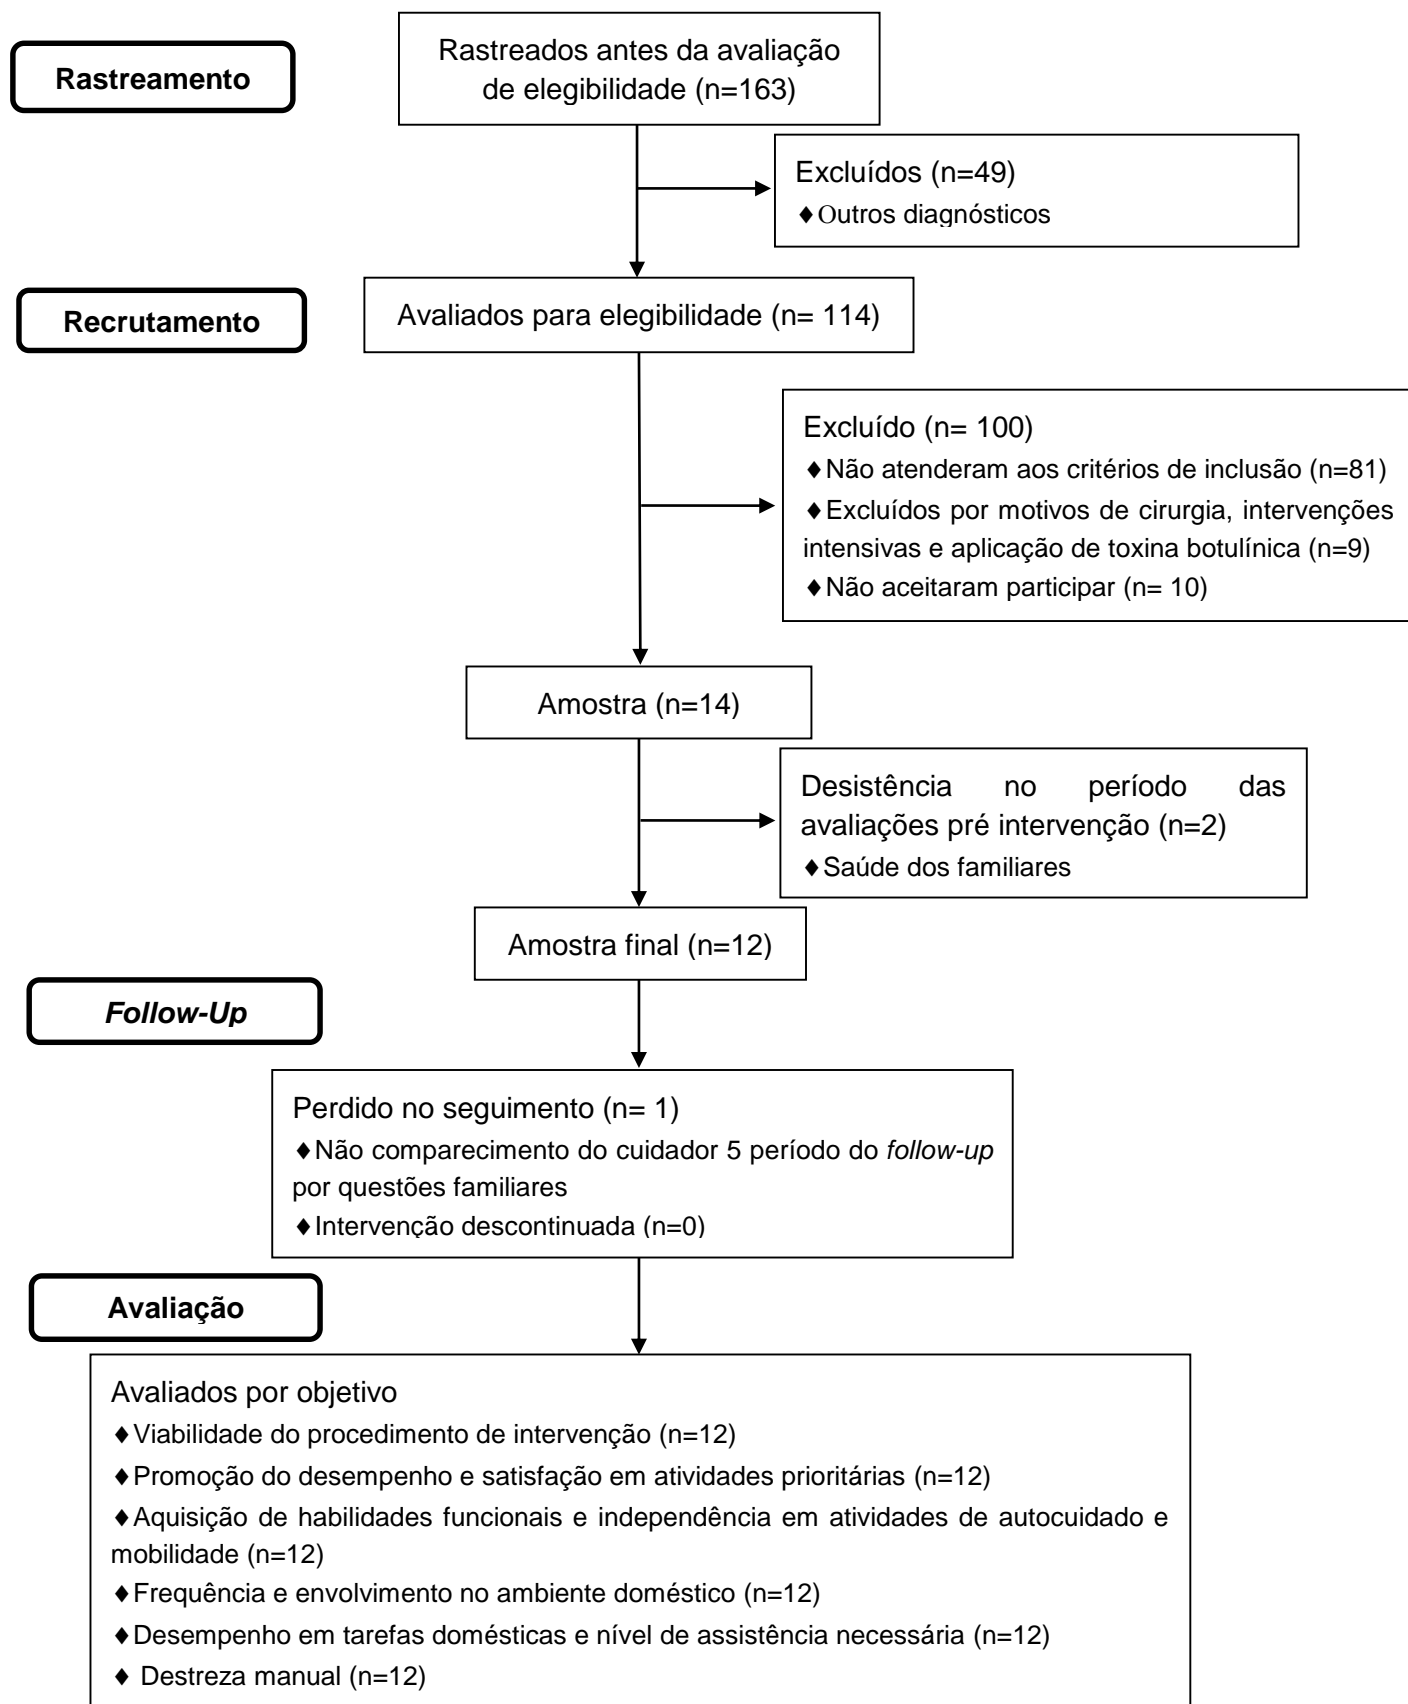 Rastreamento
Rastreados antes da avaliação
de elegibilidade (n=163)
Excluídos (n=49)
♦Outros diagnósticos
Recrutamento
Avaliados para elegibilidade (n= 114)
Excluído (n= 100)
♦Não atenderam aos critérios de inclusão (n=81)
♦Excluídos por motivos de cirurgia, intervenções
intensivas e aplicação de toxina botulínica (n=9)
♦Não aceitaram participar (n= 10)
Amostra (n=14)
Desistência no período das
avaliações pré intervenção (n=2)
♦Saúde dos familiares
Amostra final (n=12)
Follow-Up
Perdido no seguimento (n= 1)
♦Não comparecimento do cuidador 5 período do follow-up
por questões familiares
♦Intervenção descontinuada (n=0)
Avaliação
Avaliados por objetivo
♦Viabilidade do procedimento de intervenção (n=12)
♦Promoção do desempenho e satisfação em atividades prioritárias (n=12)
♦Aquisição de habilidades funcionais e independência em atividades de autocuidado e
mobilidade (n=12)
♦Frequência e envolvimento no ambiente doméstico (n=12)
♦Desempenho em tarefas domésticas e nível de assistência necessária (n=12)
♦ Destreza manual (n=12)